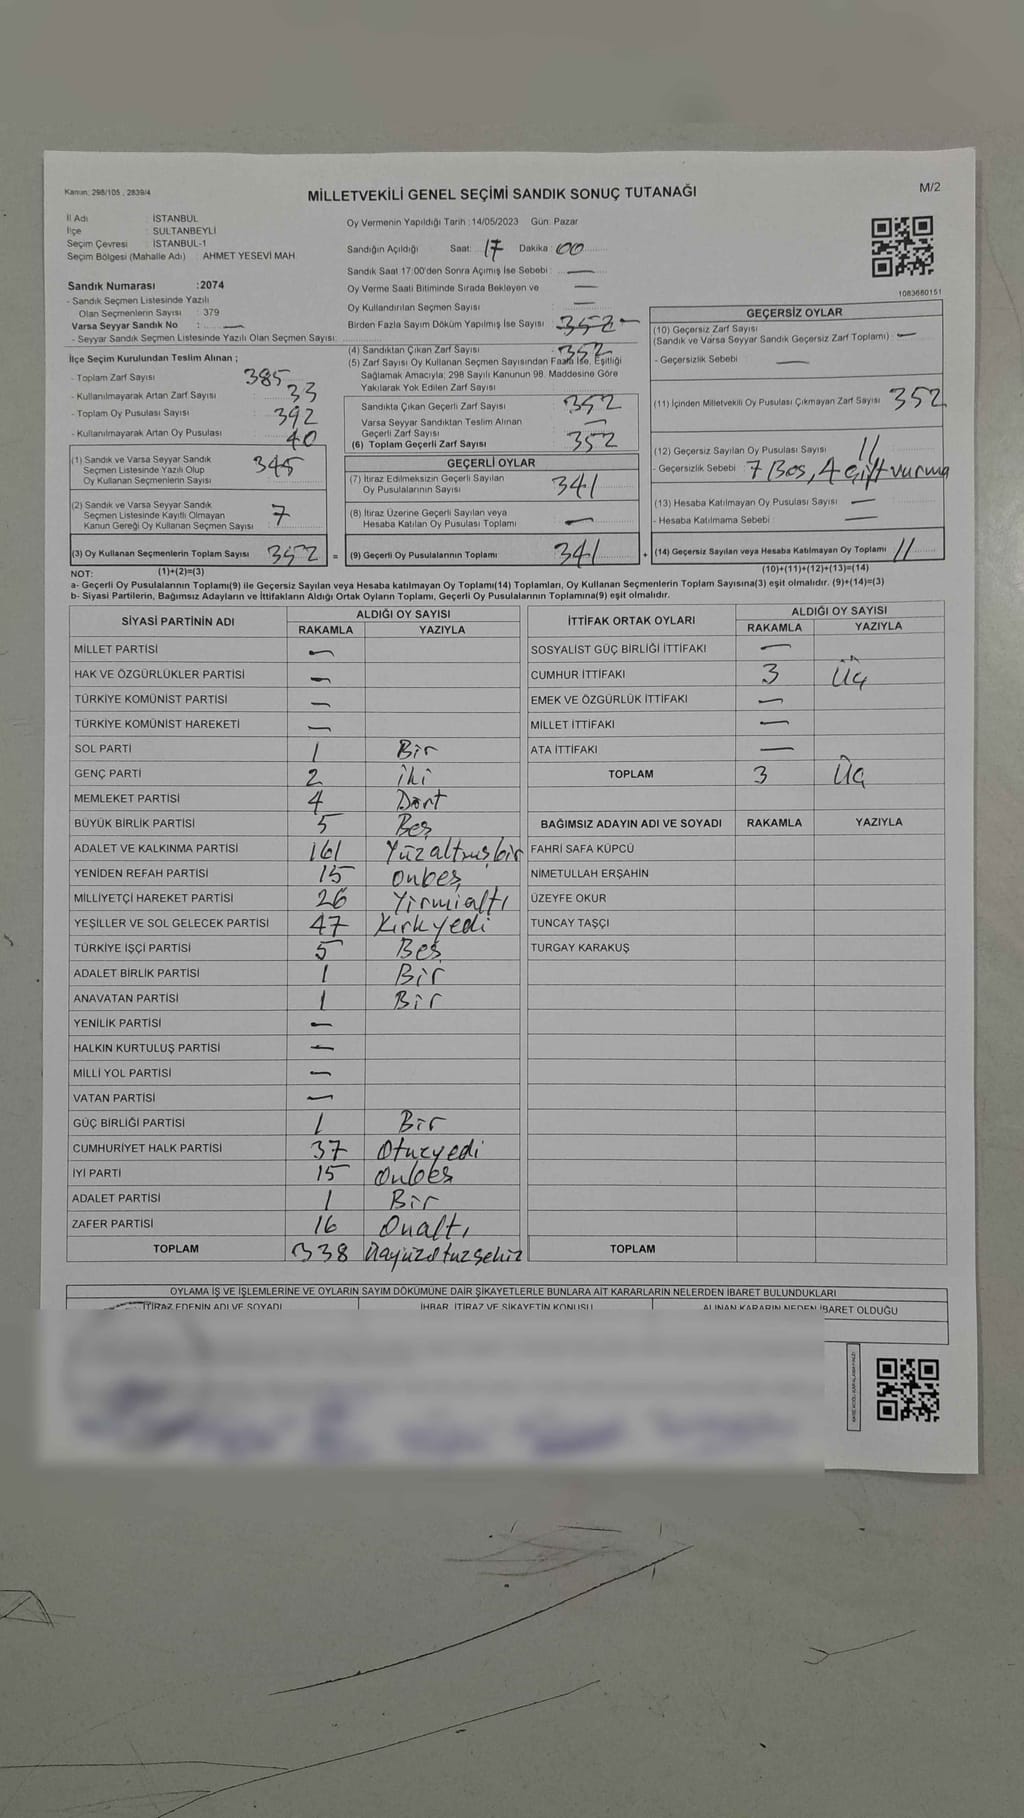 Kanun: 298/105 , 2839/4
MİLLETVEKİLİ GENEL SEÇİMİ SANDIK SONUÇ TUTANAĞI
M/2
İl Adı : İSTANBUL
İlçe : SULTANBEYLİ
Seçim Çevresi : İSTANBUL-1
Seçim Bölgesi (Mahalle Adı) : AHMET YESEVİ MAH
Sandık Numarası :2074
- Sandık Seçmen Listesinde Yazılı
Olan Seçmenlerin Sayısı : 379
Varsa Seyyar Sandık No : —
- Seyyar Sandık Seçmen Listesinde Yazılı Olan Seçmen Sayısı:
Oy Vermenin Yapıldığı Tarih :14/05/2023 Gün: Pazar
Sandığın Açıldığı Saat: 17 Dakika: 00
Sandık Saat 17:00'den Sonra Açımış İse Sebebi : —
Oy Verme Saati Bitiminde Sırada Bekleyen ve —
Oy Kullandırılan Seçmen Sayısı —
Birden Fazla Sayım Döküm Yapılmış İse Sayısı 352 —
1083660151
İlçe Seçim Kurulundan Teslim Alınan ;
- Toplam Zarf Sayısı 385
- Kullanılmayarak Artan Zarf Sayısı 33
- Toplam Oy Pusulası Sayısı 392
- Kullanılmayarak Artan Oy Pusulası 40
(1) Sandık ve Varsa Seyyar Sandık
Seçmen Listesinde Yazılı Olup
Oy Kullanan Seçmenlerin Sayısı 345
(2) Sandık ve Varsa Seyyar Sandık
Seçmen Listesinde Kayıtlı Olmayan
Kanun Gereği Oy Kullanan Seçmen Sayısı 7
(3) Oy Kullanan Seçmenlerin Toplam Sayısı 352 =
(1)+(2)=(3)
(4) Sandıktan Çıkan Zarf Sayısı 352
(5) Zarf Sayısı Oy Kullanan Seçmen Sayısından Fazla İse, Eşitliği
Sağlamak Amacıyla; 298 Sayılı Kanunun 98. Maddesine Göre
Yakılarak Yok Edilen Zarf Sayısı
Sandıkta Çıkan Geçerli Zarf Sayısı 352
Varsa Seyyar Sandıktan Teslim Alınan
Geçerli Zarf Sayısı —
(6) Toplam Geçerli Zarf Sayısı 352
GEÇERLİ OYLAR
(7) İtiraz Edilmeksizin Geçerli Sayılan
Oy Pusulalarının Sayısı 341
(8) İtiraz Üzerine Geçerli Sayılan veya
Hesaba Katılan Oy Pusulası Toplamı —
(9) Geçerli Oy Pusulalarının Toplamı 341 +
GEÇERSİZ OYLAR
(10) Geçersiz Zarf Sayısı
(Sandık ve Varsa Seyyar Sandık Geçersiz Zarf Toplamı) : —
- Geçersizlik Sebebi : —
(11) İçinden Milletvekili Oy Pusulası Çıkmayan Zarf Sayısı 352
(12) Geçersiz Sayılan Oy Pusulası Sayısı 11
- Geçersizlik Sebebi : 7 Boş, 4 Çift vurma
(13) Hesaba Katılmayan Oy Pusulası Sayısı —
- Hesaba Katılmama Sebebi : —
(14) Geçersiz Sayılan veya Hesaba Katılmayan Oy Toplamı 11
(10)+(11)+(12)+(13)=(14)
NOT:
a- Geçerli Oy Pusulalarının Toplamı(9) ile Geçersiz Sayılan veya Hesaba katılmayan Oy Toplamı(14) Toplamları, Oy Kullanan Seçmenlerin Toplam Sayısına(3) eşit olmalıdır. (9)+(14)=(3)
b- Siyasi Partilerin, Bağımsız Adayların ve İttifakların Aldığı Ortak Oyların Toplamı, Geçerli Oy Pusulalarının Toplamına(9) eşit olmalıdır.
SİYASİ PARTİNİN ADI ALDIĞI OY SAYISI
RAKAMLA YAZIYLA
MİLLET PARTİSİ —
HAK VE ÖZGÜRLÜKLER PARTİSİ —
TÜRKİYE KOMÜNİST PARTİSİ —
TÜRKİYE KOMÜNİST HAREKETİ —
SOL PARTİ 1 Bir
GENÇ PARTİ 2 iki
MEMLEKET PARTİSİ 4 Dört
BÜYÜK BİRLİK PARTİSİ 5 Beş
ADALET VE KALKINMA PARTİSİ 161 Yüzaltmışbir
YENİDEN REFAH PARTİSİ 15 Onbeş
MİLLİYETÇİ HAREKET PARTİSİ 26 Yirmialtı
YEŞİLLER VE SOL GELECEK PARTİSİ 47 Kırkyedi
TÜRKİYE İŞÇİ PARTİSİ 5 Beş
ADALET BİRLİK PARTİSİ 1 Bir
ANAVATAN PARTİSİ 1 Bir
YENİLİK PARTİSİ —
HALKIN KURTULUŞ PARTİSİ —
MİLLİ YOL PARTİSİ —
VATAN PARTİSİ —
GÜÇ BİRLİĞİ PARTİSİ 1 Bir
CUMHURİYET HALK PARTİSİ 37 Otuzyedi
İYİ PARTİ 15 Onbeş
ADALET PARTİSİ 1 Bir
ZAFER PARTİSİ 16 Onaltı
TOPLAM 338 Üçyüzotuzsekiz
İTTİFAK ORTAK OYLARI ALDIĞI OY SAYISI
RAKAMLA YAZIYLA
SOSYALİST GÜÇ BİRLİĞİ İTTİFAKI —
CUMHUR İTTİFAKI 3 Üç
EMEK VE ÖZGÜRLÜK İTTİFAKI —
MİLLET İTTİFAKI —
ATA İTTİFAKI —
TOPLAM 3 Üç
BAĞIMSIZ ADAYIN ADI VE SOYADI RAKAMLA YAZIYLA
FAHRİ SAFA KÜPCÜ
NİMETULLAH ERŞAHİN
ÜZEYFE OKUR
TUNCAY TAŞÇI
TURGAY KARAKUŞ
TOPLAM
OYLAMA İŞ VE İŞLEMLERİNE VE OYLARIN SAYIM DÖKÜMÜNE DAİR ŞİKAYETLERLE BUNLARA AİT KARARLARIN NELERDEN İBARET BULUNDUKLARI
İTİRAZ EDENİN ADI VE SOYADI İHBAR, İTİRAZ VE ŞİKAYETİN KONUSU ALINAN KARARIN NEDEN İBARET OLDUĞU